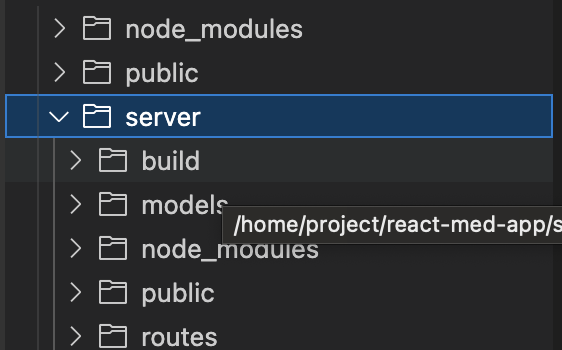 node_modules
public
server
build
models
/home/project/react-med-app/s
node_modules
public
routes